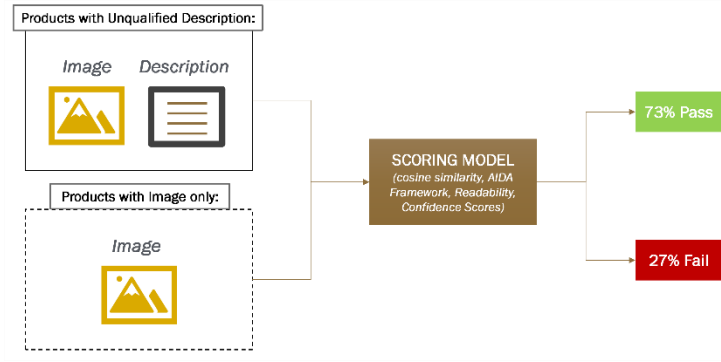 Products with Unqualified Description:
Image
Description
Products with Image only:
Image
SCORING MODEL
(cosine similarity, AIDA
Framework, Readability,
Confidence Scores)
73% Pass
27% Fail